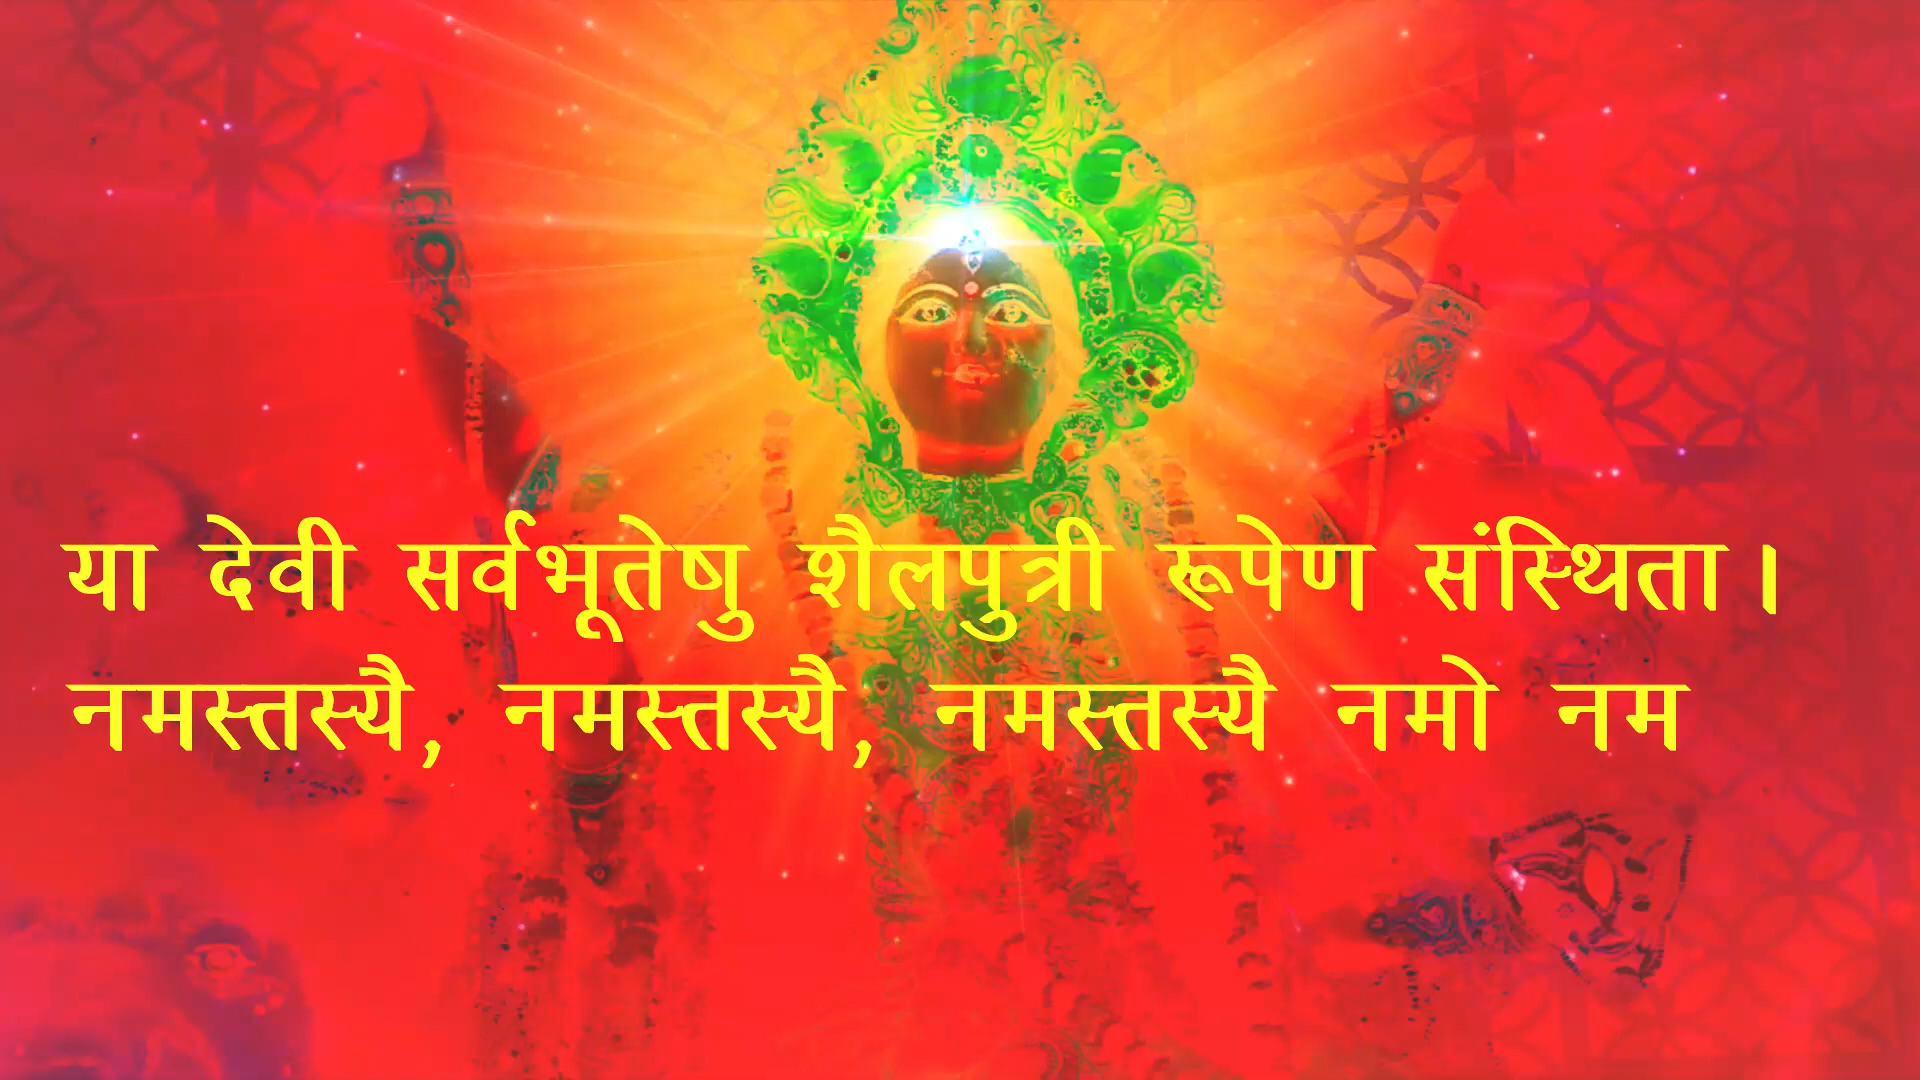 या देवी सर्वभूतेषु शैलपुत्री रूपेण संस्थिता।
नमस्तस्यै, नमस्तस्यै, नमस्तस्यै नमो नम